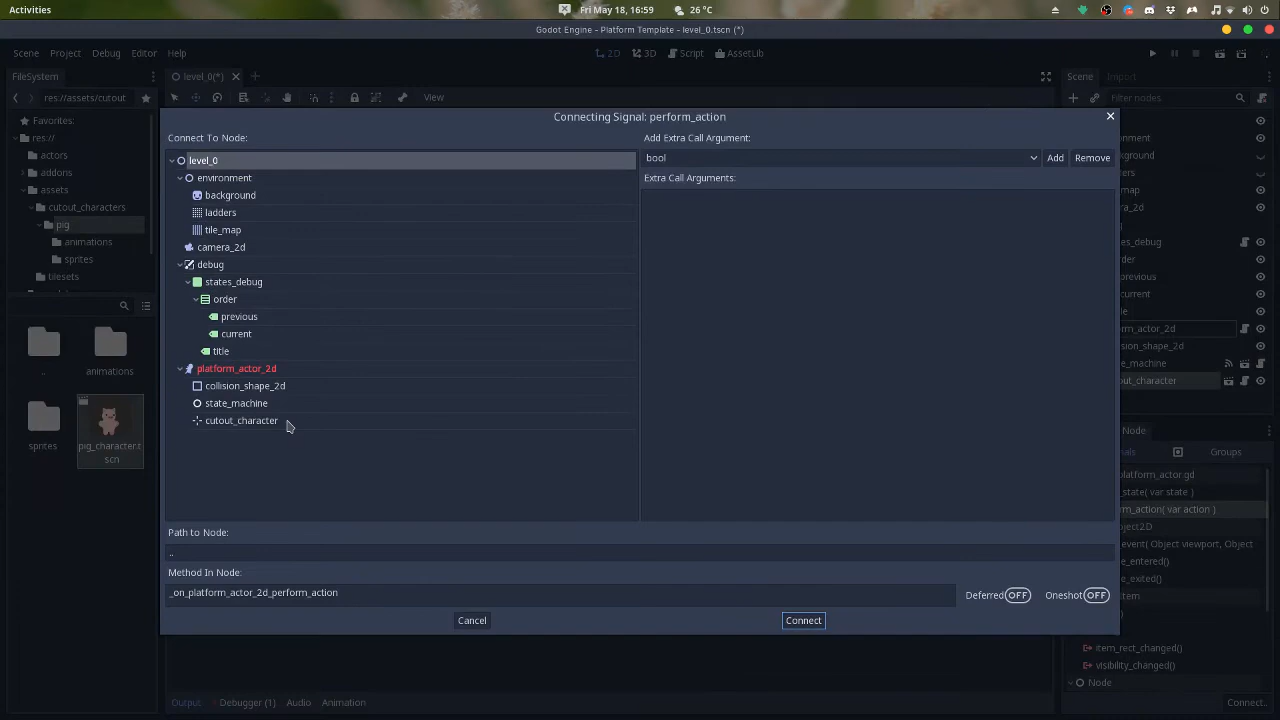 Activities
Fri May 18, 16:59
26 °C
Godot Engine - Platform Template - level_0.tscn (*)
Scene Project Debug Editor Help
2D 3D Script AssetLib
FileSystem
level_0(*)
Scene Import
res://assets/cutout
View
Filter nodes
Favorites:
res://
actors
addons
assets
cutout_characters
pig
animations
sprites
tilesets
..
animations
sprites
pig_character.t
scn
Connecting Signal: perform_action
Connect To Node:
level_0
environment
background
ladders
tile_map
camera_2d
debug
states_debug
order
previous
current
title
platform_actor_2d
collision_shape_2d
state_machine
cutout_character
Add Extra Call Argument:
bool
Add
Remove
Extra Call Arguments:
Path to Node:
..
Method In Node:
_on_platform_actor_2d_perform_action
Deferred OFF
Oneshot OFF
Cancel
Connect
Node
Groups
item_rect_changed()
visibility_changed()
Node
Connect..
Output Debugger (1) Audio Animation